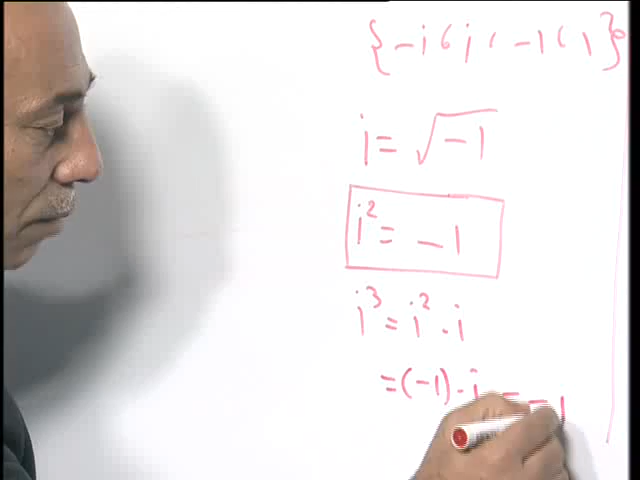 {-i، i، -1، 1}
i = √-1
i² = -1
i³ = i² · i
= (-1) · i = -i